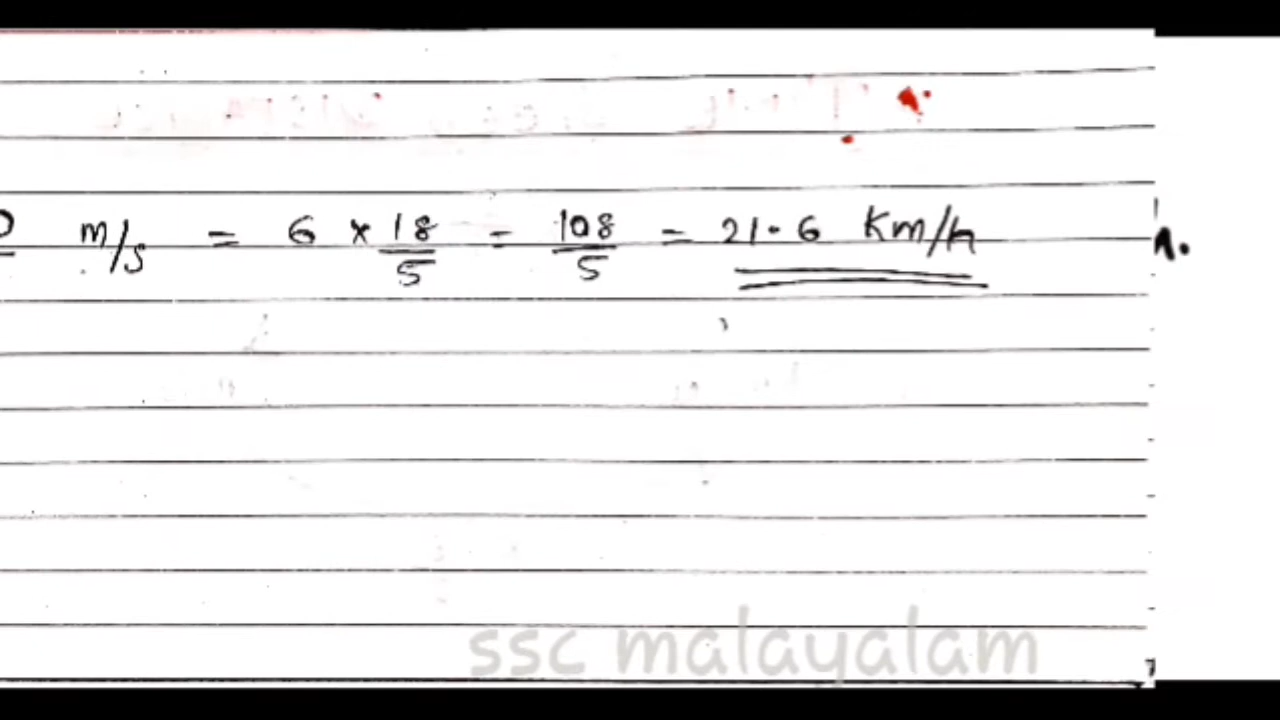 m/s = 6 × 18/5 = 108/5 = 21.6 Km/h
ssc malayalam